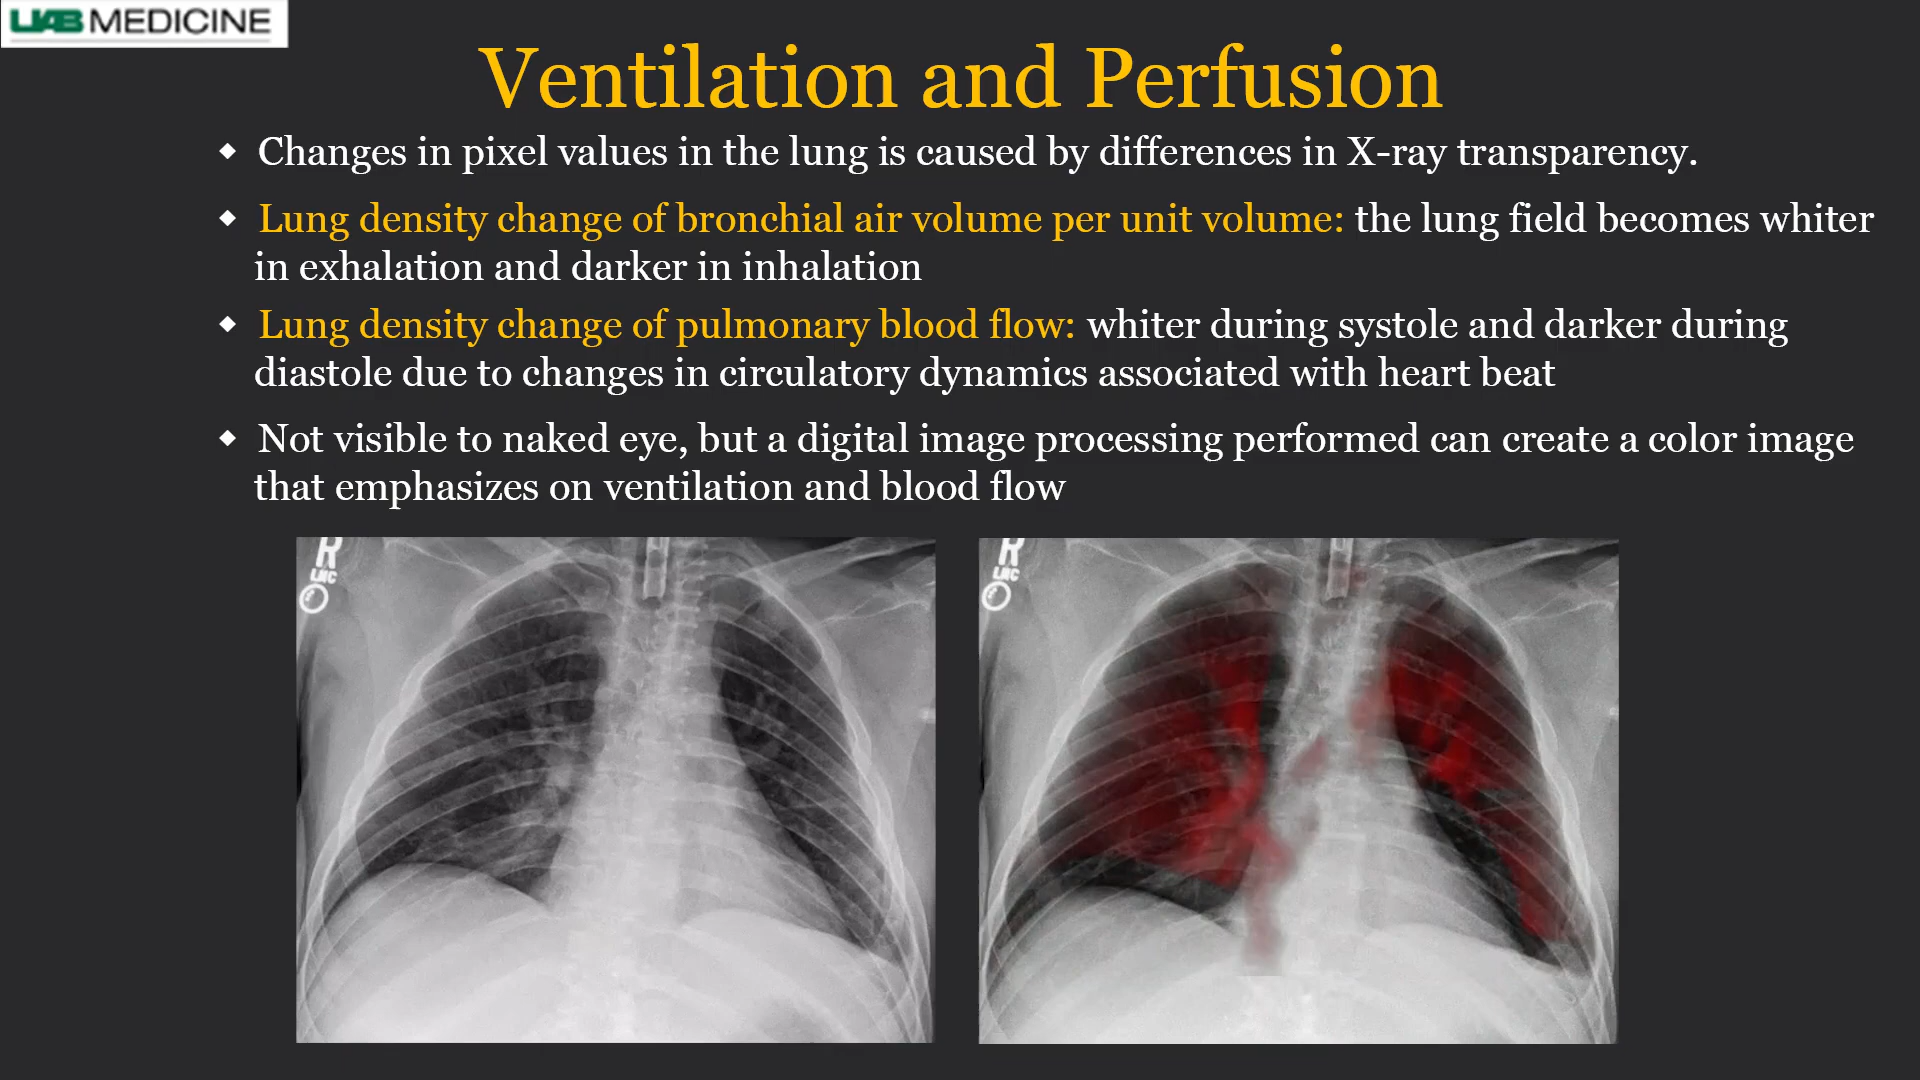 UAB MEDICINE
Ventilation and Perfusion
Changes in pixel values in the lung is caused by differences in X-ray transparency.
Lung density change of bronchial air volume per unit volume: the lung field becomes whiter
in exhalation and darker in inhalation
Lung density change of pulmonary blood flow: whiter during systole and darker during
diastole due to changes in circulatory dynamics associated with heart beat
Not visible to naked eye, but a digital image processing performed can create a color image
that emphasizes on ventilation and blood flow
R
R